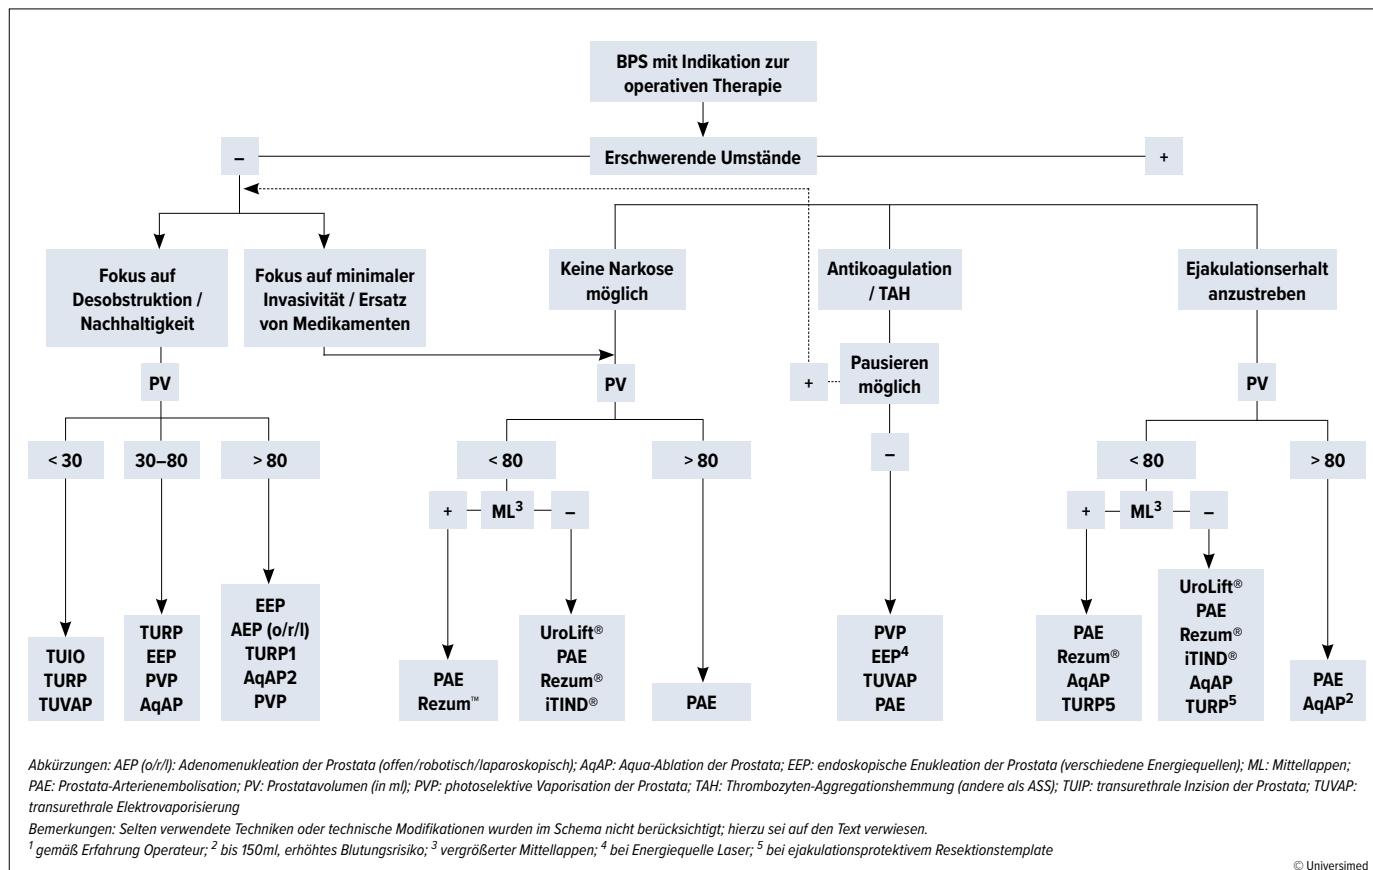 BPS mit Indikation zur
operativen Therapie
–
Erschwerende Umstände
+
Fokus auf
Desobstruktion /
Nachhaltigkeit
Fokus auf minimaler
Invasivität / Ersatz
von Medikamenten
Keine Narkose
möglich
Antikoagulation
/ TAH
Ejakulationserhalt
anzustreben
PV
PV
+
Pausieren
möglich
PV
< 30
30–80
> 80
< 80
> 80
–
< 80
> 80
+
ML³
–
+
ML³
–
TUIO
TURP
TUVAP
TURP
EEP
PVP
AqAP
EEP
AEP (o/r/l)
TURP1
AqAP2
PVP
PAE
Rezum™
UroLift®
PAE
Rezum®
iTIND®
PAE
PVP
EEP⁴
TUVAP
PAE
PAE
Rezum®
AqAP
TURP5
UroLift®
PAE
Rezum®
iTIND®
AqAP
TURP⁵
PAE
AqAP²
Abkürzungen: AEP (o/r/l): Adenomenukleation der Prostata (offen/robotisch/laparoskopisch); AqAP: Aqua-Ablation der Prostata; EEP: endoskopische Enukleation der Prostata (verschiedene Energiequellen); ML: Mittellappen;
PAE: Prostata-Arterienembolisation; PV: Prostatavolumen (in ml); PVP: photoselektive Vaporisation der Prostata; TAH: Thrombozyten-Aggregationshemmung (andere als ASS); TUIP: transurethrale Inzision der Prostata; TUVAP:
transurethrale Elektrovaporisierung
Bemerkungen: Selten verwendete Techniken oder technische Modifikationen wurden im Schema nicht berücksichtigt; hierzu sei auf den Text verwiesen.
¹ gemäß Erfahrung Operateur; ² bis 150ml, erhöhtes Blutungsrisiko; ³ vergrößerter Mittellappen; ⁴ bei Energiequelle Laser; ⁵ bei ejakulationsprotektivem Resektionstemplate
© Universimed